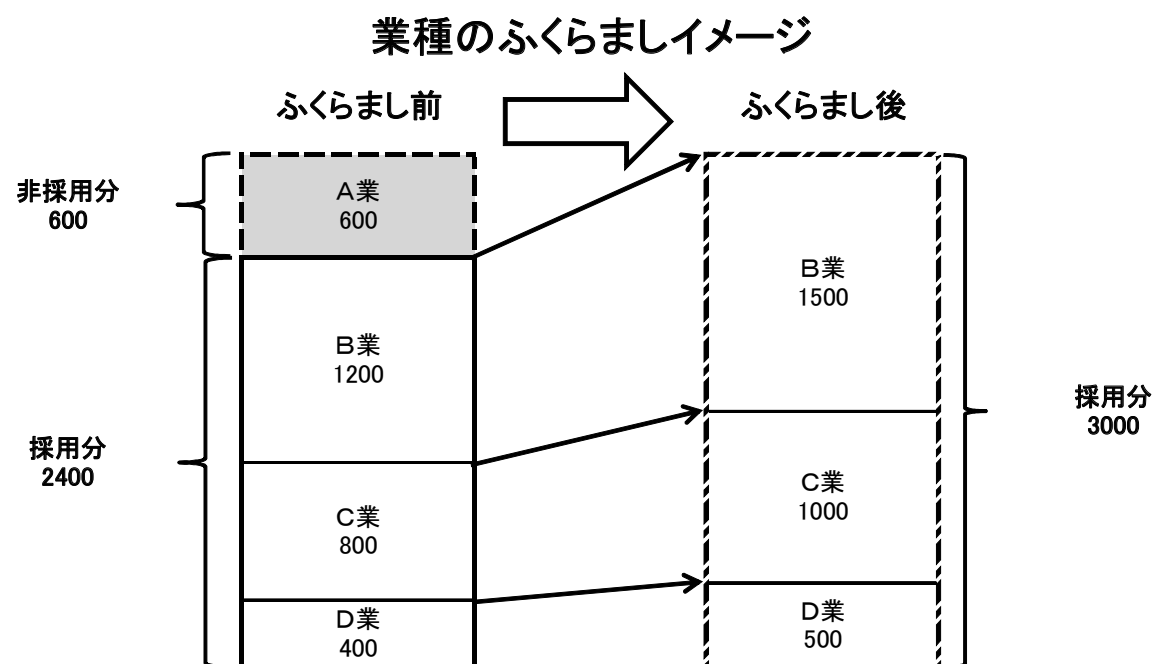 業種のふくらましイメージ
ふくらまし前
ふくらまし後
非採用分
600
A業
600
B業
1200
採用分
2400
C業
800
D業
400
B業
1500
採用分
3000
C業
1000
D業
500